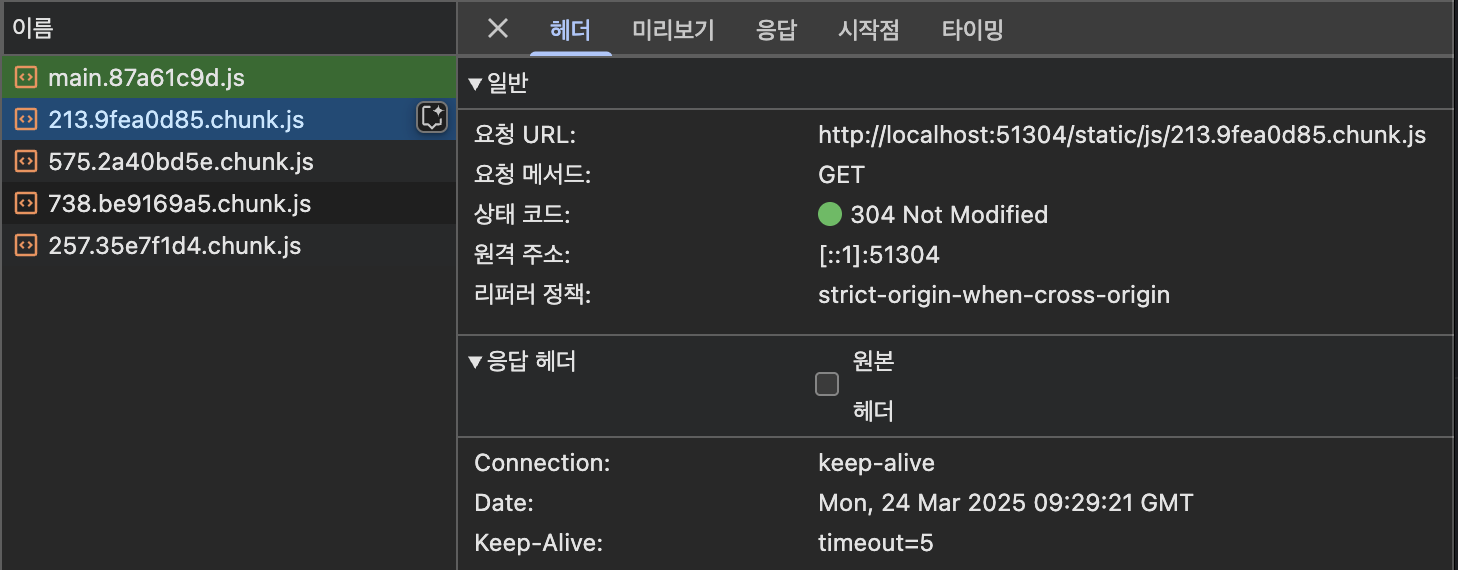 이름
main.87a61c9d.js
213.9fea0d85.chunk.js
575.2a40bd5e.chunk.js
738.be9169a5.chunk.js
257.35e7f1d4.chunk.js
헤더 미리보기 응답 시작점 타이밍
일반
요청 URL: http://localhost:51304/static/js/213.9fea0d85.chunk.js
요청 메서드: GET
상태 코드: 304 Not Modified
원격 주소: [::1]:51304
리퍼러 정책: strict-origin-when-cross-origin
응답 헤더 원본
헤더
Connection: keep-alive
Date: Mon, 24 Mar 2025 09:29:21 GMT
Keep-Alive: timeout=5